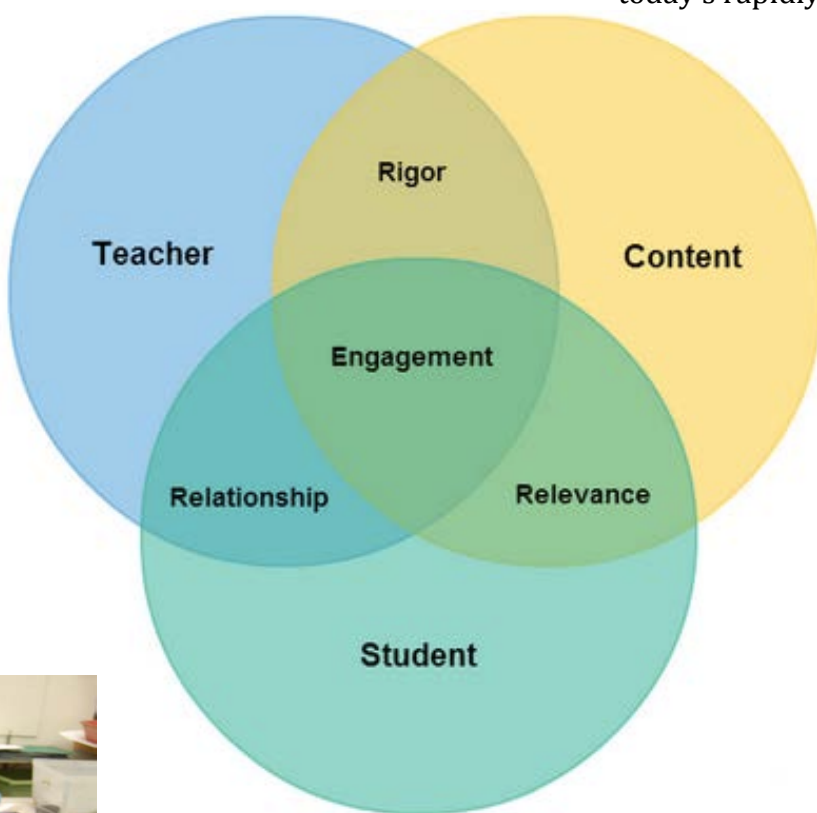 today's rapidly
Rigor
Teacher
Content
Engagement
Relationship
Relevance
Student